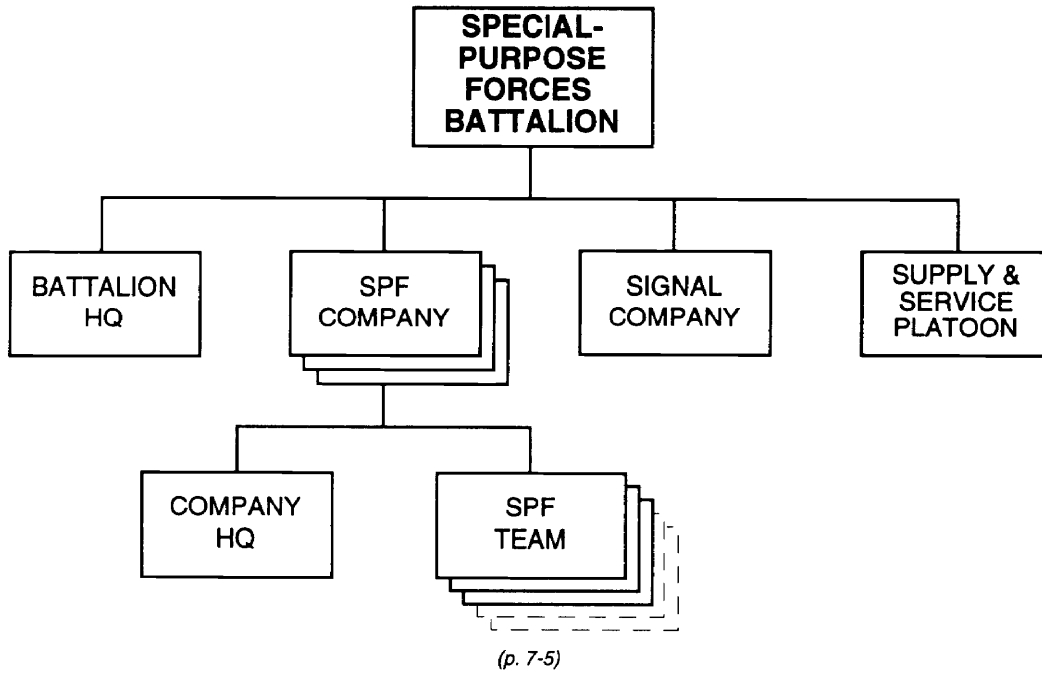 SPECIAL-
PURPOSE
FORCES
BATTALION
BATTALION
HQ
SPF
COMPANY
SIGNAL
COMPANY
SUPPLY &
SERVICE
PLATOON
COMPANY
HQ
SPF
TEAM
(p. 7-5)